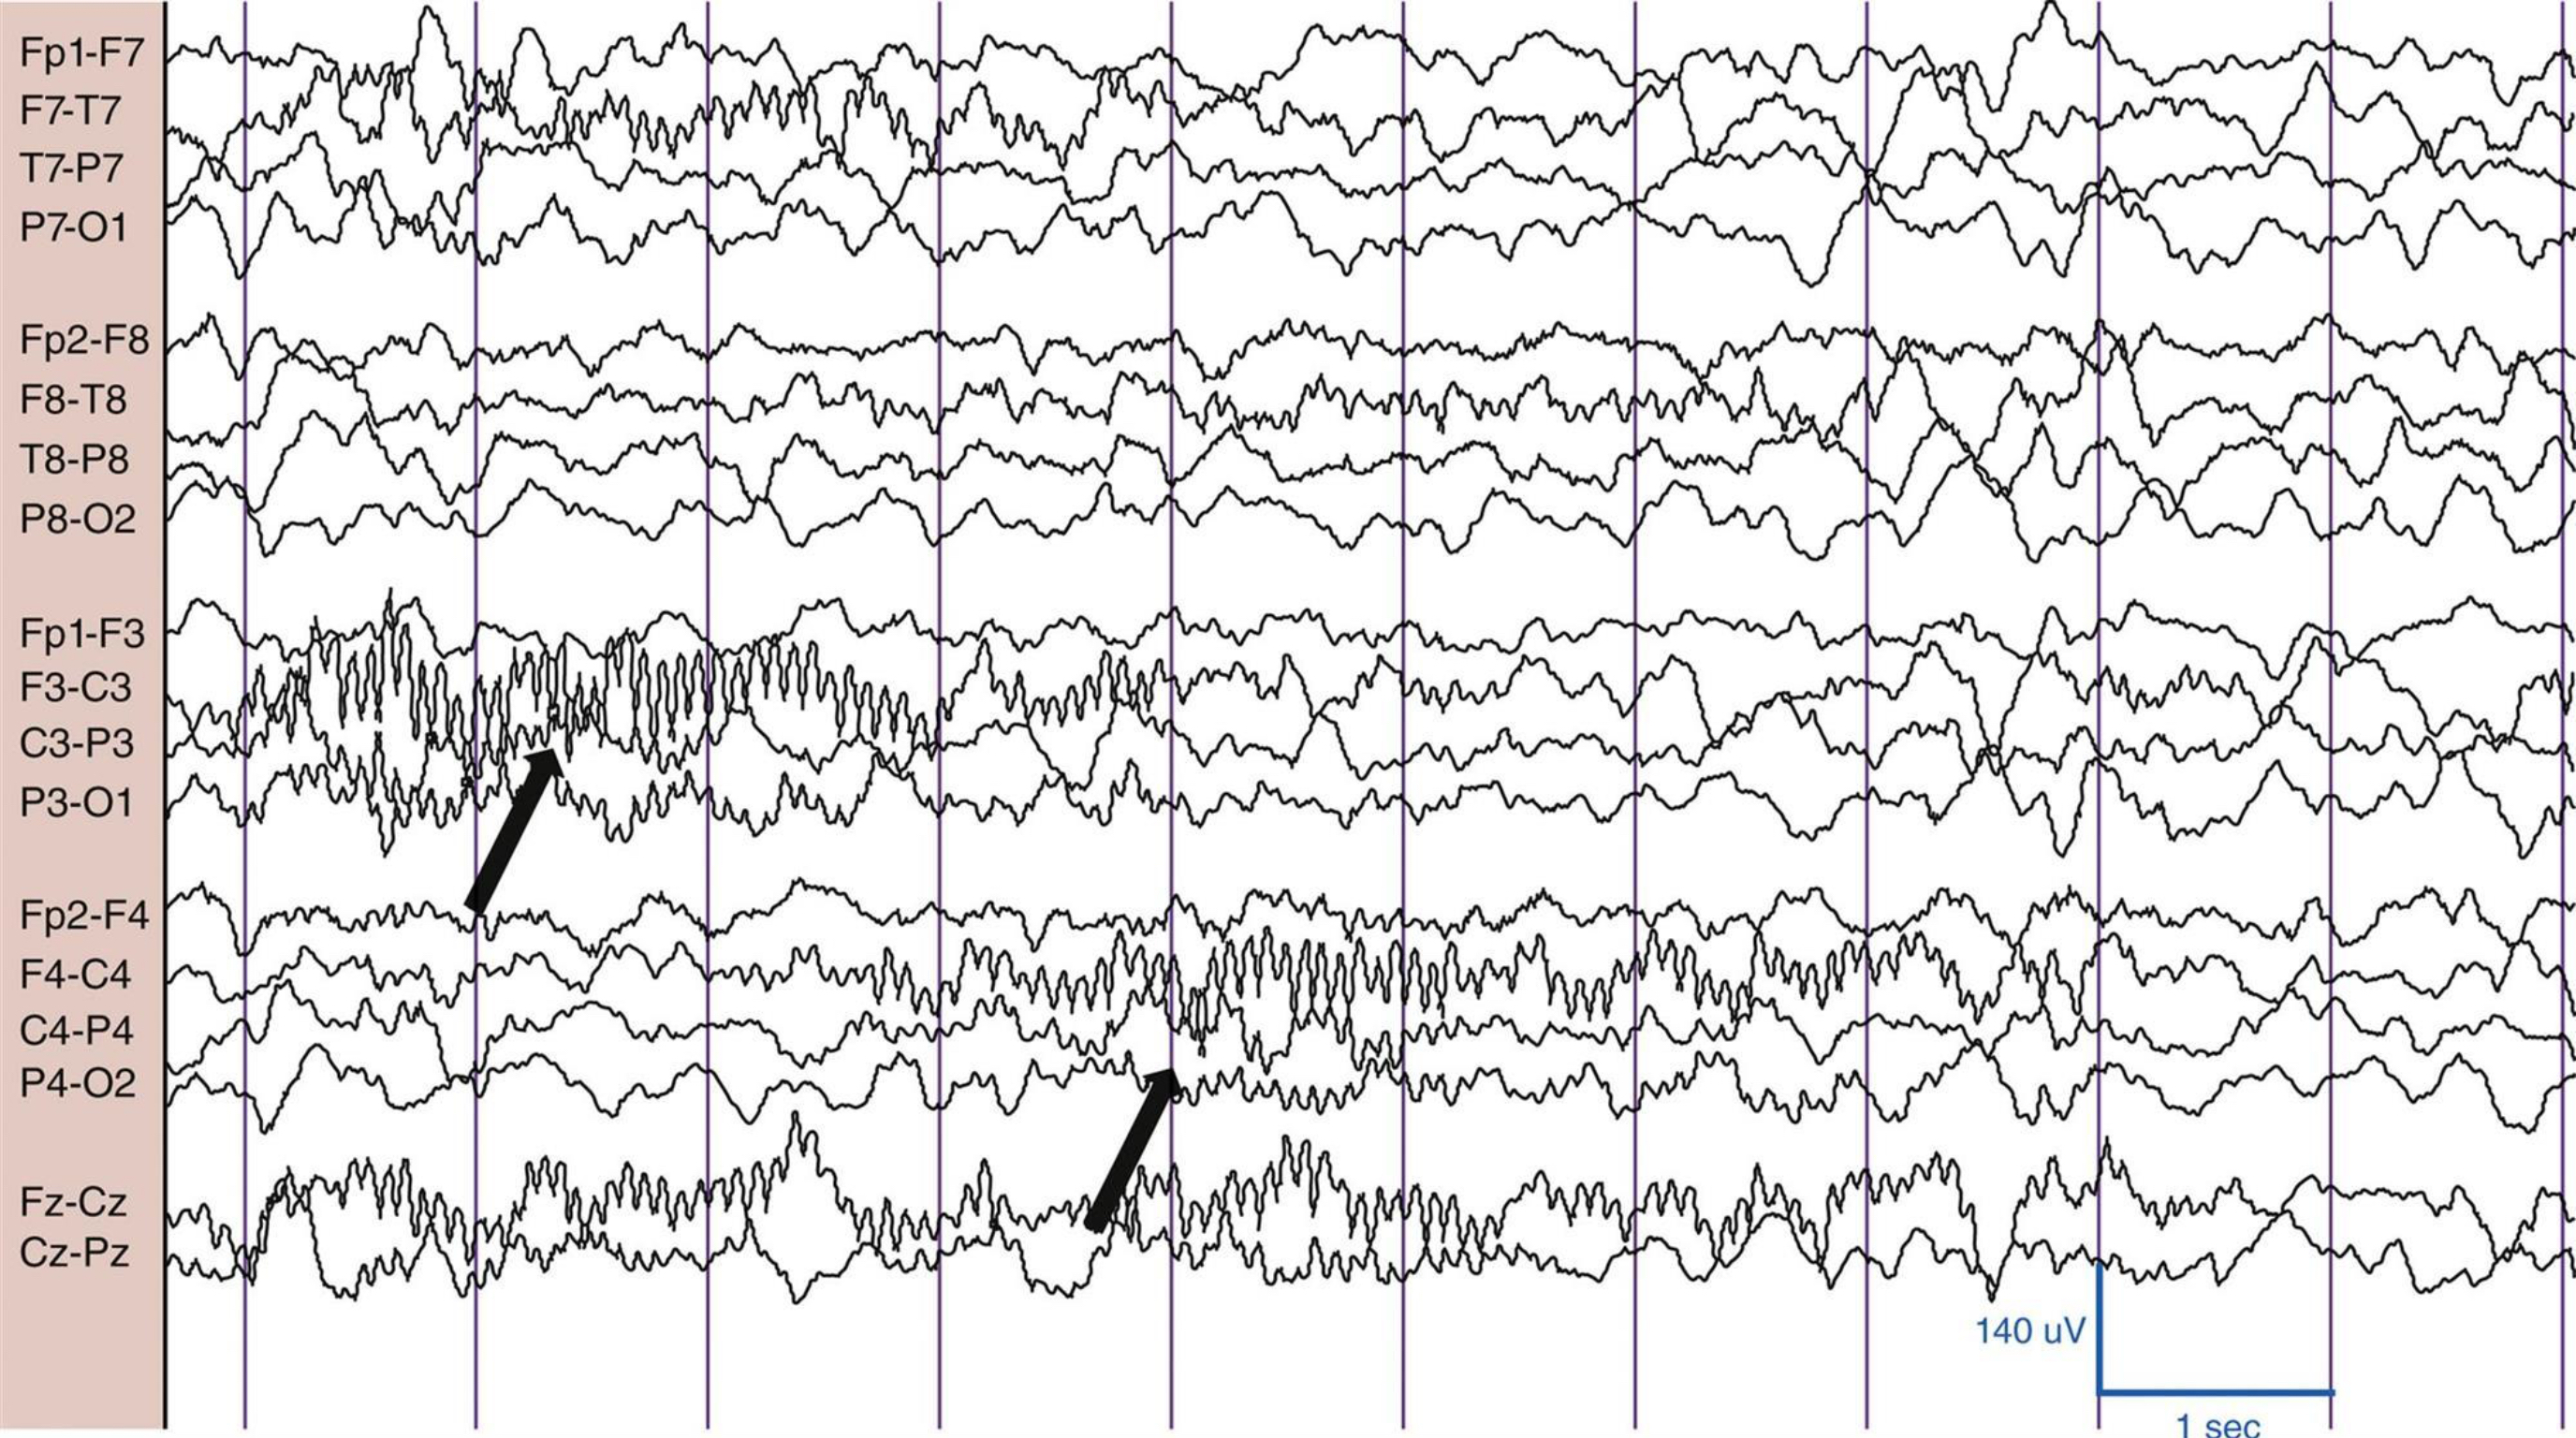 Fp1-F7
F7-T7
T7-P7
P7-O1
Fp2-F8
F8-T8
T8-P8
P8-O2
Fp1-F3
F3-C3
C3-P3
P3-O1
Fp2-F4
F4-C4
C4-P4
P4-O2
Fz-Cz
Cz-Pz
140 uV
1 sec